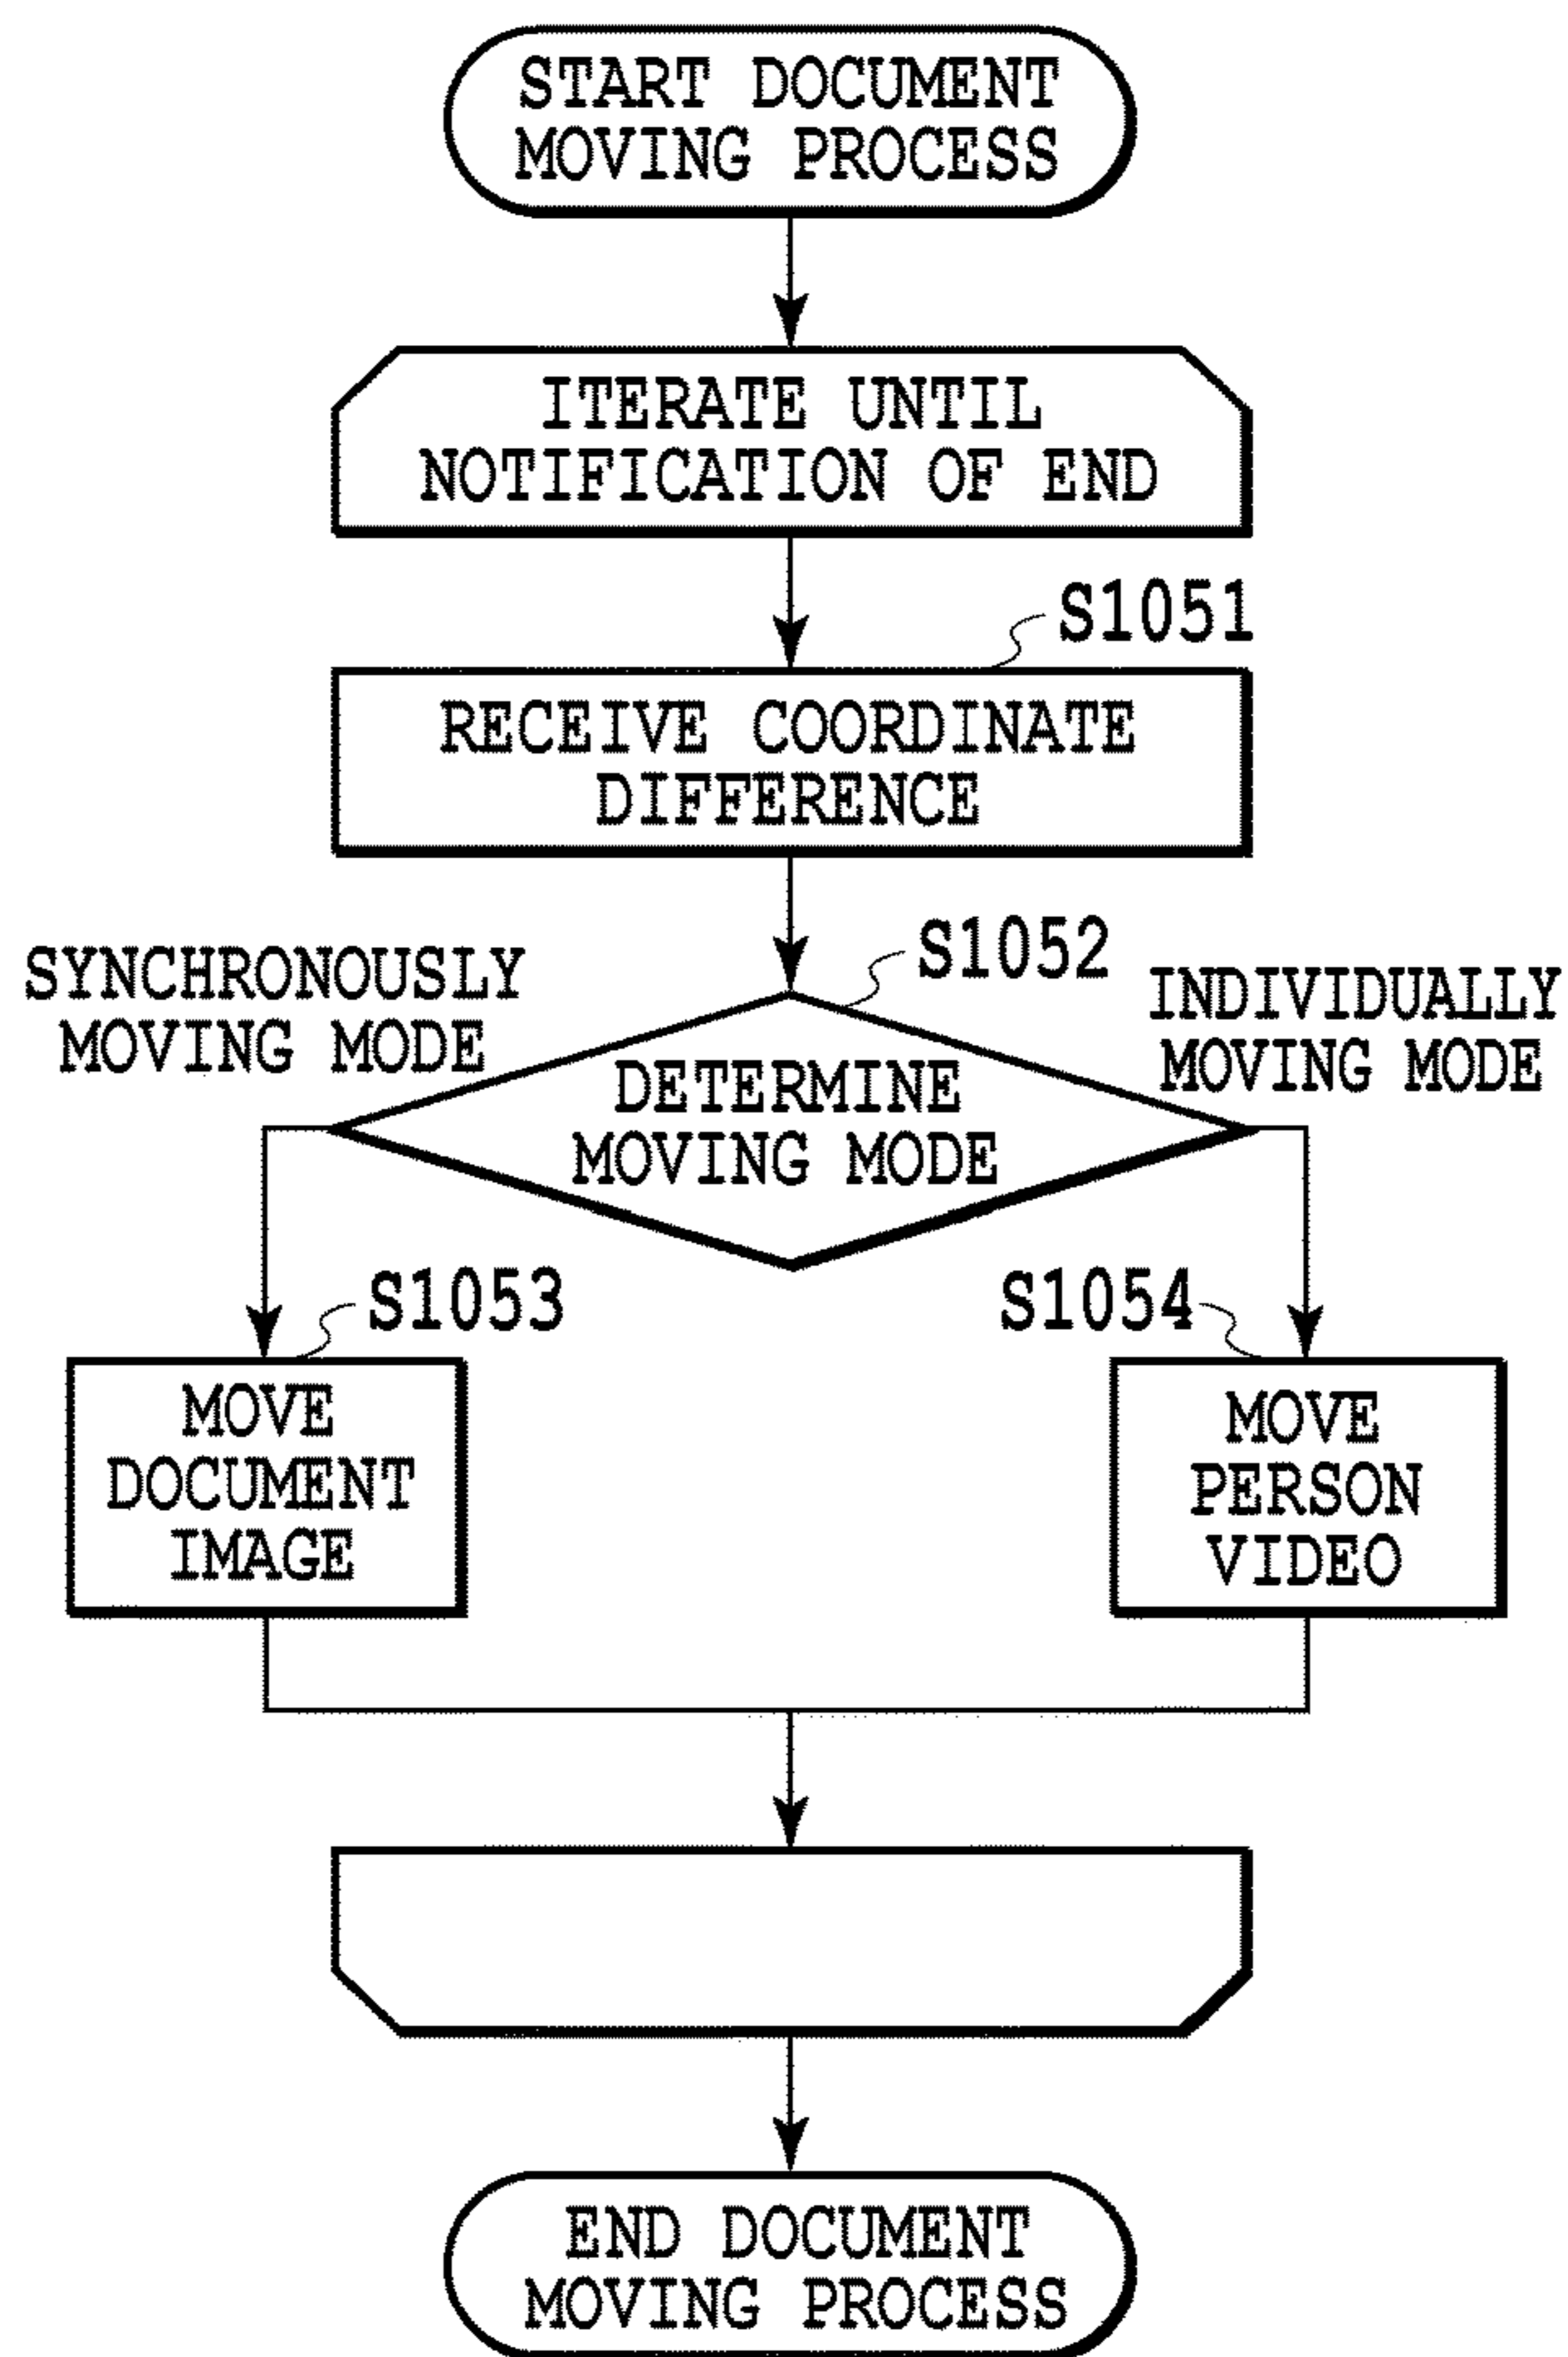 START DOCUMENT
MOVING PROCESS
ITERATE UNTIL
NOTIFICATION OF END
S1051
RECEIVE COORDINATE
DIFFERENCE
S1052
SYNCHRONOUSLY
MOVING MODE
INDIVIDUALLY
MOVING MODE
DETERMINE
MOVING MODE
S1053
S1054
MOVE
DOCUMENT
IMAGE
MOVE
PERSON
VIDEO
END DOCUMENT
MOVING PROCESS